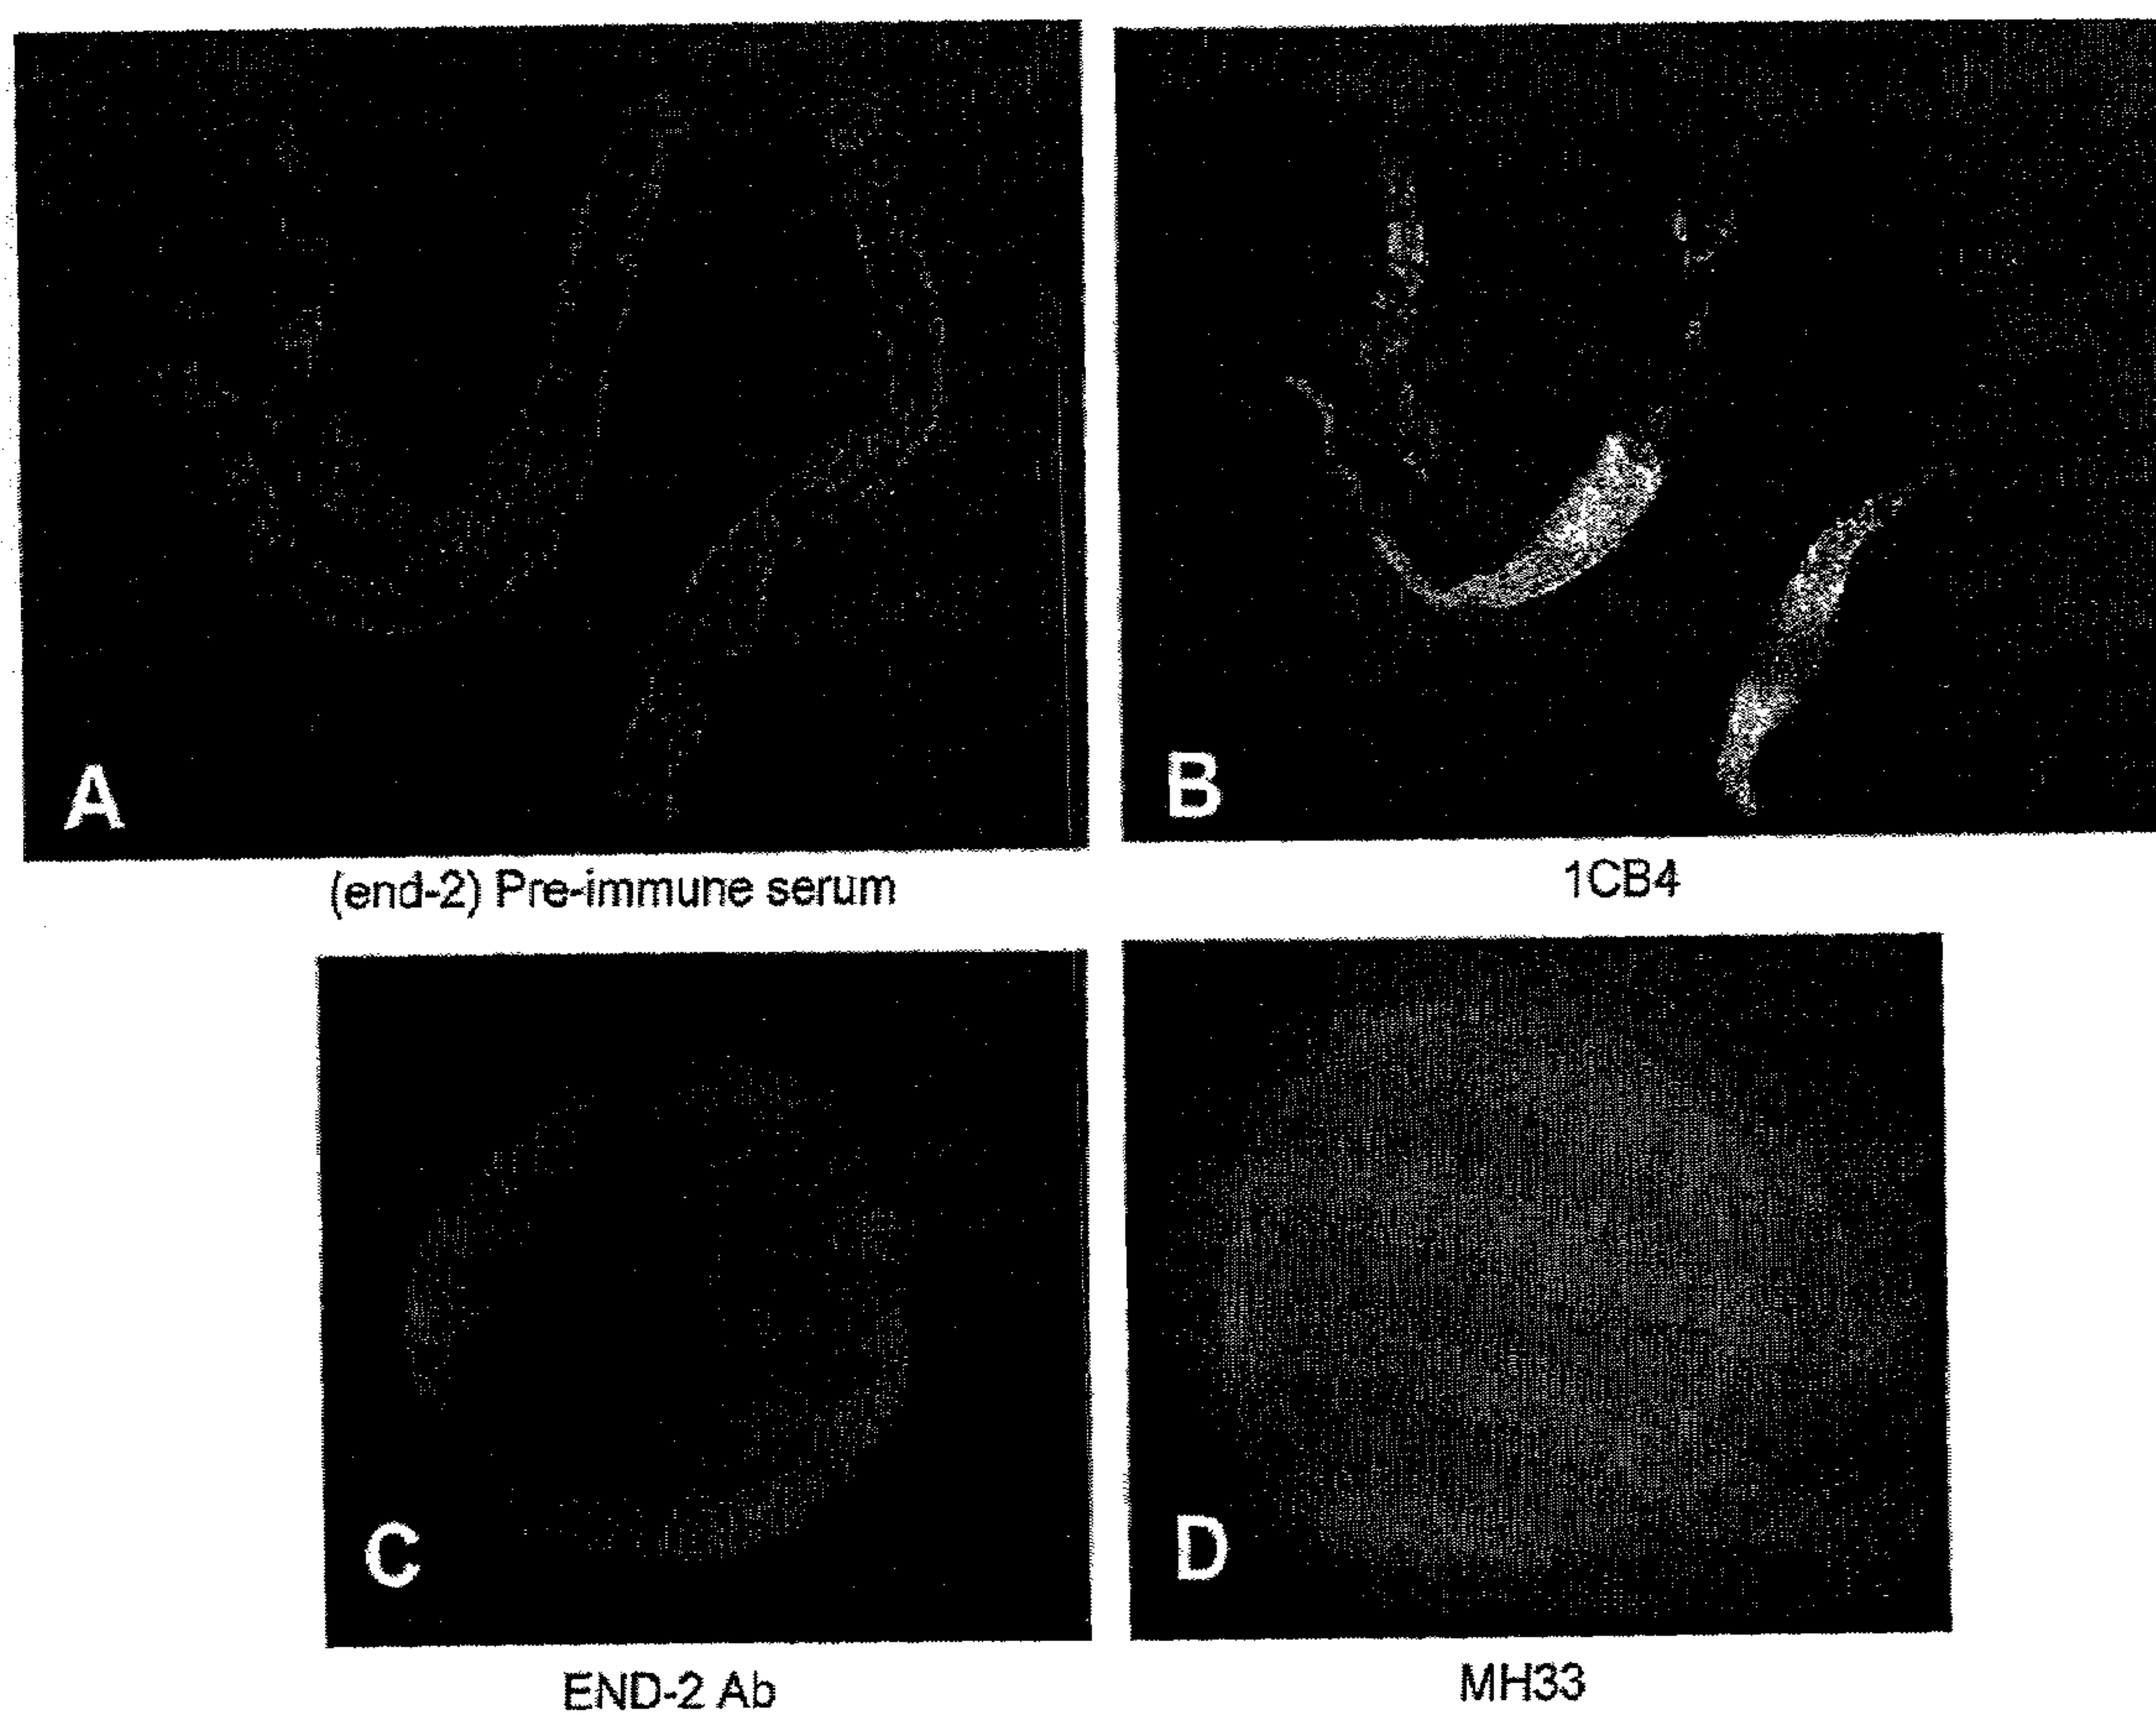 A
B
(end-2) Pre-immune serum
1CB4
C
D
END-2 Ab
MH33